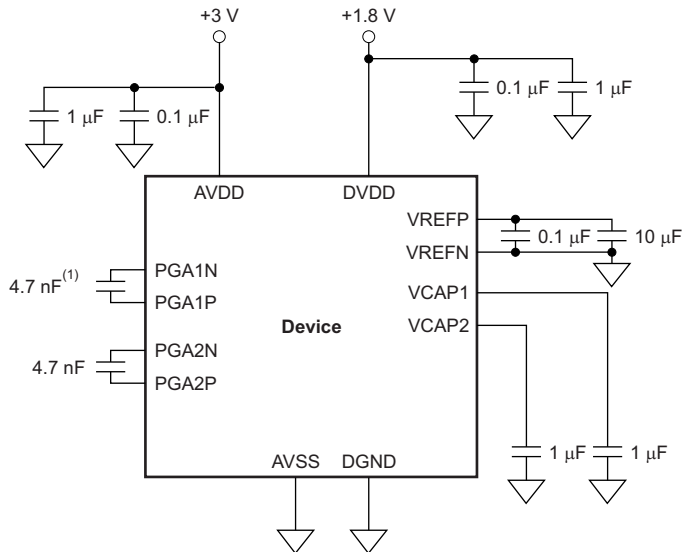 +3 V
+1.8 V
1 µF
0.1 µF
0.1 µF
1 µF
AVDD
DVDD
VREFP
0.1 µF
10 µF
VREFN
PGA1N
4.7 nF(1)
PGA1P
VCAP1
Device
VCAP2
PGA2N
4.7 nF
PGA2P
1 µF
1 µF
AVSS
DGND